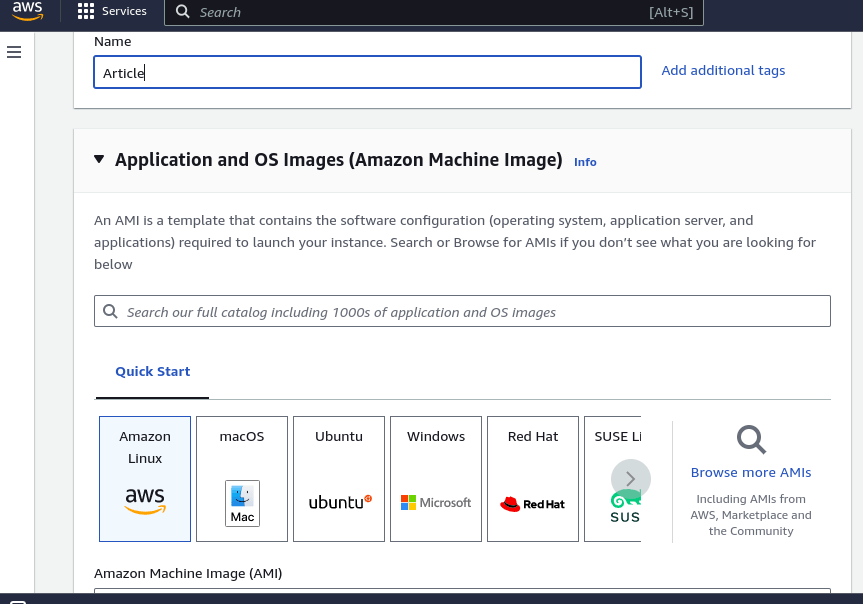 aws
Services
Search
[Alt+S]
Name
Article
Add additional tags
Application and OS Images (Amazon Machine Image) Info
An AMI is a template that contains the software configuration (operating system, application server, and
applications) required to launch your instance. Search or Browse for AMIs if you don’t see what you are looking for
below
Search our full catalog including 1000s of application and OS images
Quick Start
Amazon
Linux
aws
macOS
Mac
Ubuntu
ubuntu
Windows
Microsoft
Red Hat
Red Hat
SUSE Li
SUS
Browse more AMIs
Including AMIs from
AWS, Marketplace and
the Community
Amazon Machine Image (AMI)